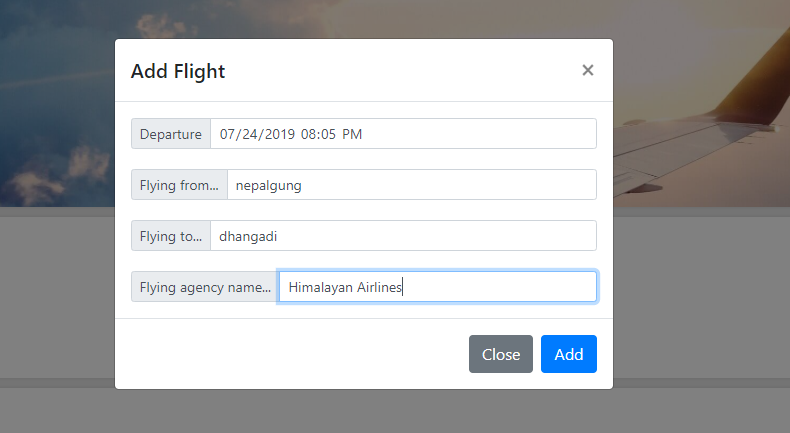 Add Flight ×
Departure 07/24/2019 08:05 PM
Flying from... nepalgung
Flying to... dhangadi
Flying agency name... Himalayan Airlines
Close Add